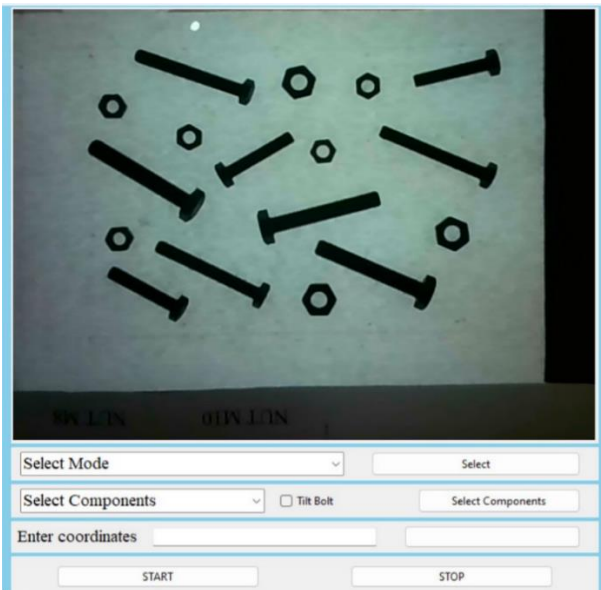 NUT M10 NUT M8
Select Mode Select
Select Components Tilt Bolt Select Components
Enter coordinates
START STOP